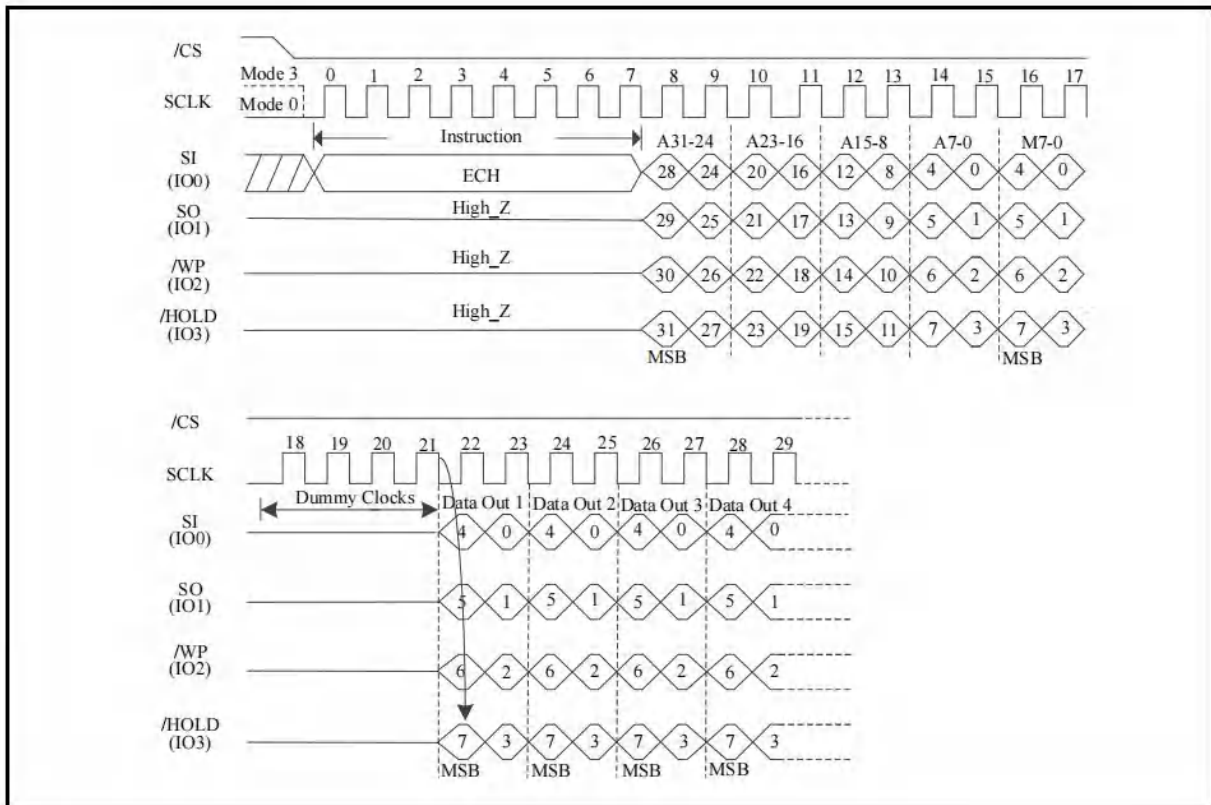 /CS
Mode 3 0 1 2 3 4 5 6 7 8 9 10 11 12 13 14 15 16 17
SCLK
Mode 0
Instruction A31-24 A23-16 A15-8 A7-0 M7-0
SI
(IO0) ECH 28 24 20 16 12 8 4 0 4 0
SO High_Z
(IO1) 29 25 21 17 13 9 5 1 5 1
/WP High_Z
(IO2) 30 26 22 18 14 10 6 2 6 2
/HOLD High_Z
(IO3) 31 27 23 19 15 11 7 3 7 3
MSB MSB
/CS
18 19 20 21 22 23 24 25 26 27 28 29
SCLK
Dummy Clocks Data Out 1 Data Out 2 Data Out 3 Data Out 4
SI
(IO0) 4 0 4 0 4 0 4 0
SO
(IO1) 5 1 5 1 5 1 5 1
/WP
(IO2) 6 2 6 2 6 2 6 2
/HOLD
(IO3) 7 3 7 3 7 3 7 3
MSB MSB MSB MSB